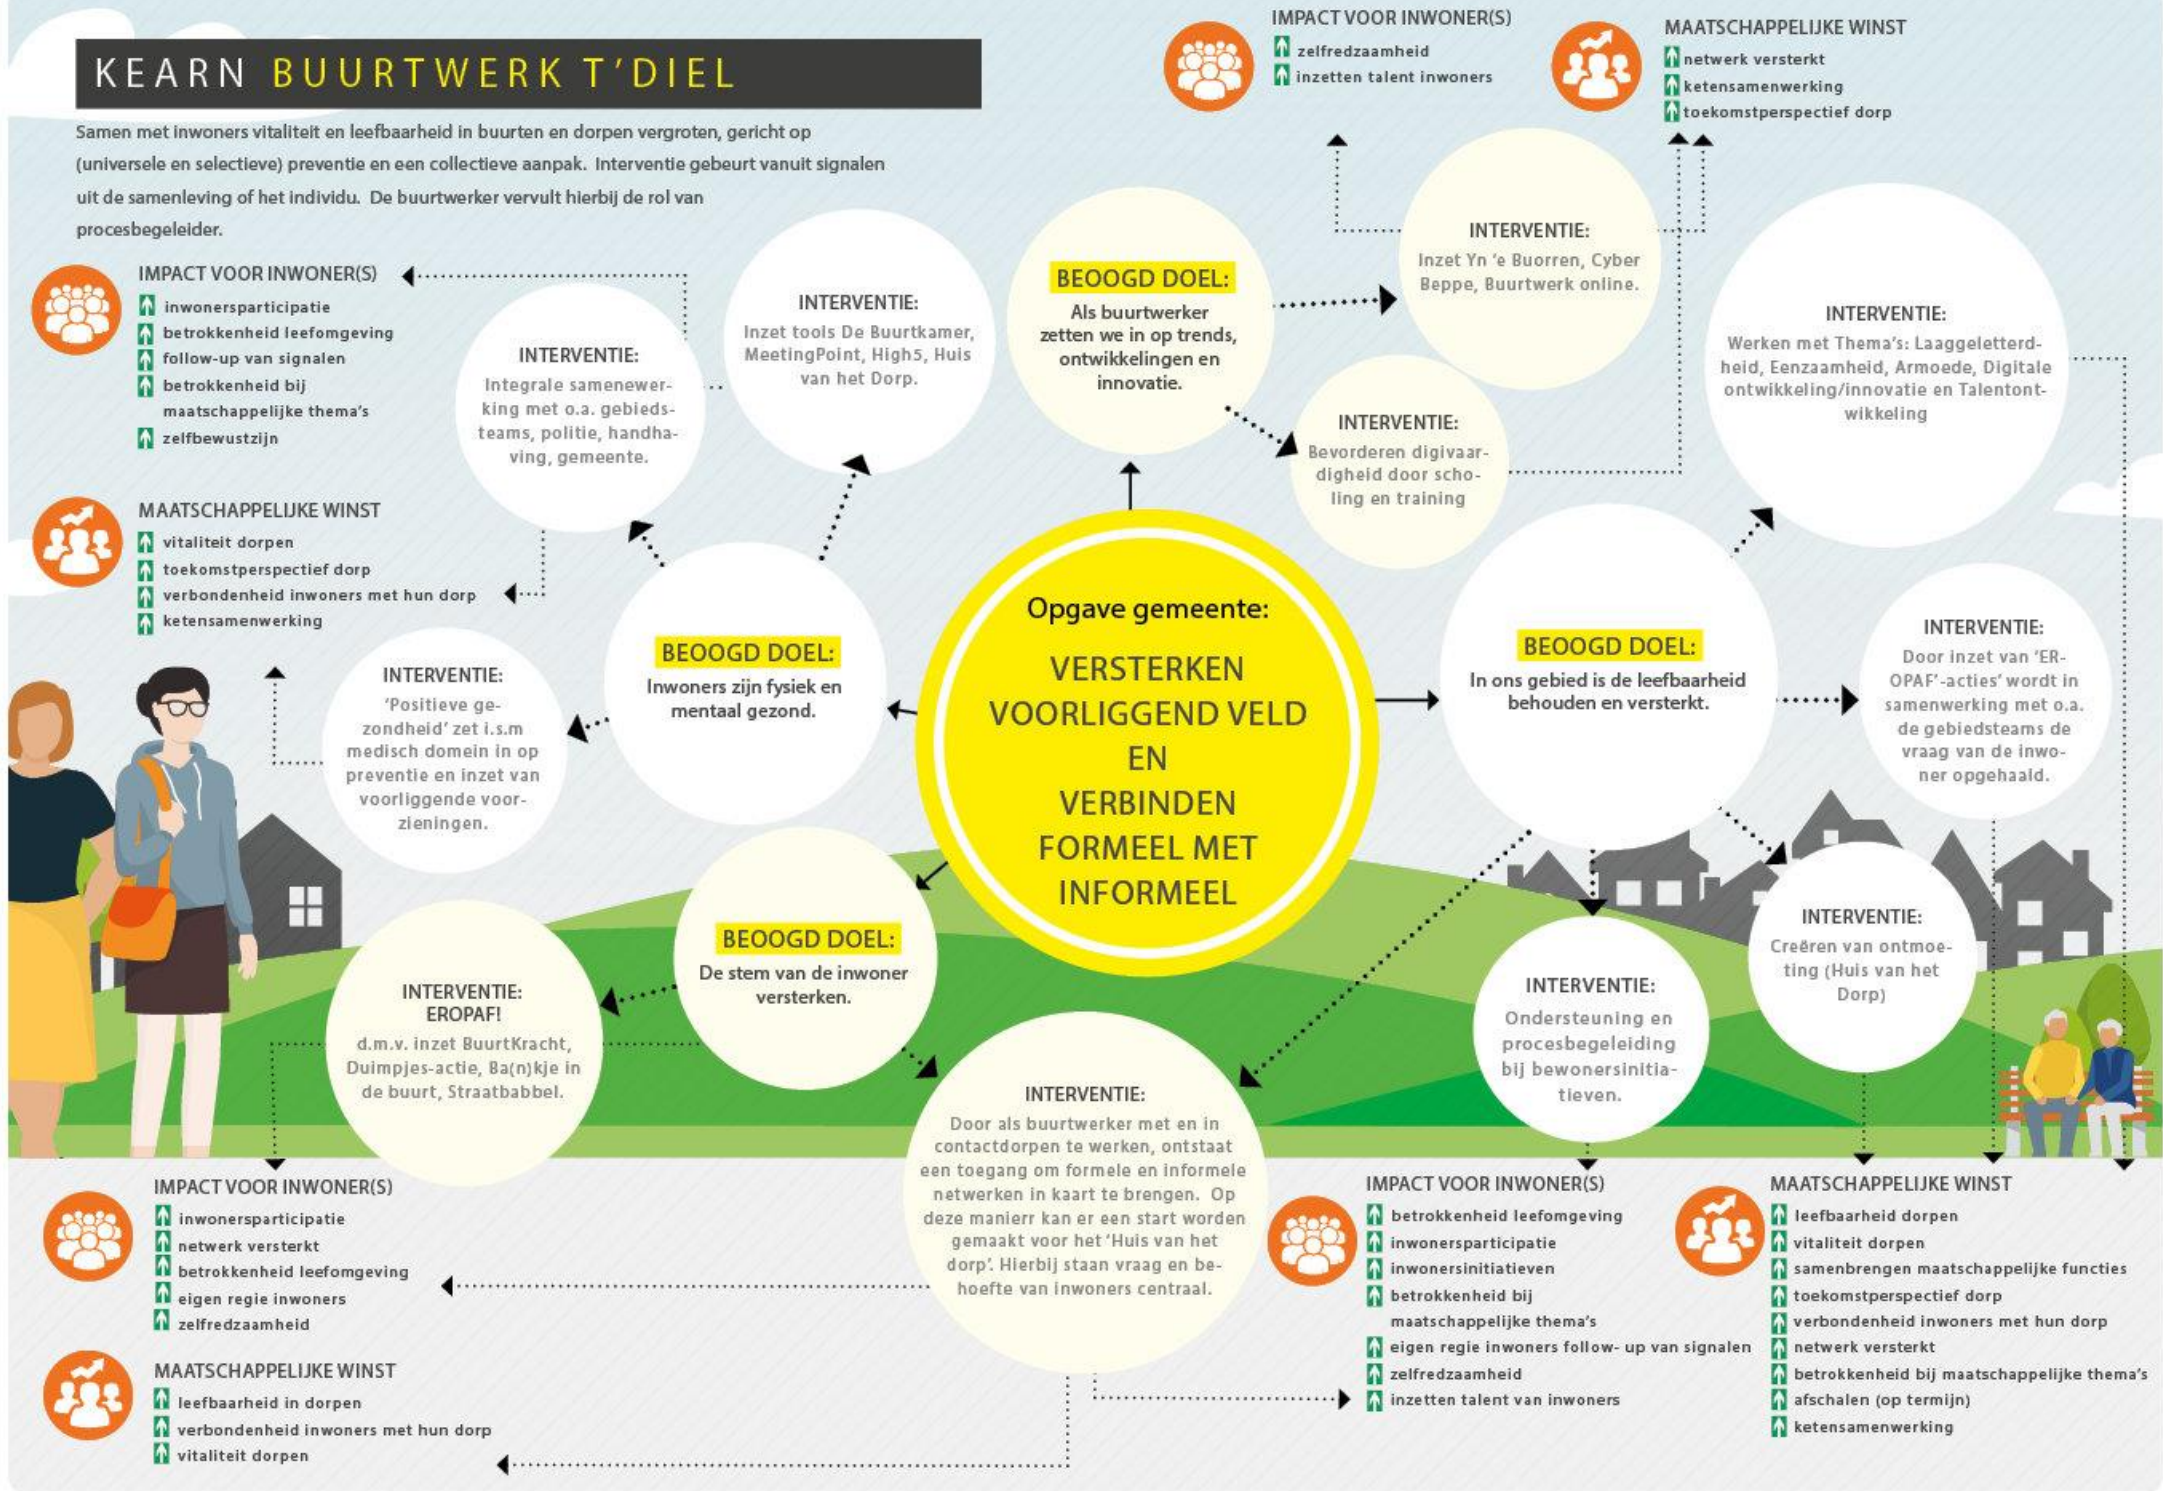 KEARN BUURTWERK T'DIEL
Samen met inwoners vitaliteit en leefbaarheid in buurten en dorpen vergroten, gericht op
(universele en selectieve) preventie en een collectieve aanpak. Interventie gebeurt vanuit signalen
uit de samenleving of het individu. De buurtwerker vervult hierbij de rol van
procesbegeleider.
IMPACT VOOR INWONER(S)
zelfredzaamheid
inzetten talent inwoners
MAATSCHAPPELIJKE WINST
netwerk versterkt
ketensamenwerking
toekomstperspectief dorp
IMPACT VOOR INWONER(S)
inwonersparticipatie
betrokkenheid leefomgeving
follow-up van signalen
betrokkenheid bij
maatschappelijke thema's
zelfbewustzijn
MAATSCHAPPELIJKE WINST
vitaliteit dorpen
toekomstperspectief dorp
verbondenheid inwoners met hun dorp
ketensamenwerking
INTERVENTIE:
Integrale samenewer-
king met o.a. gebieds-
teams, politie, handha-
ving, gemeente.
INTERVENTIE:
Inzet tools De Buurtkamer,
MeetingPoint, High5, Huis
van het Dorp.
BEOOGD DOEL:
Als buurtwerker
zetten we in op trends,
ontwikkelingen en
innovatie.
INTERVENTIE:
Inzet Yn 'e Buorren, Cyber
Beppe, Buurtwerk online.
INTERVENTIE:
Bevorderen digivaar-
digheid door scho-
ling en training
INTERVENTIE:
Werken met Thema's: Laaggeletterd-
heid, Eenzaamheid, Armoede, Digitale
ontwikkeling/innovatie en Talentont-
wikkeling
INTERVENTIE:
'Positieve ge-
zondheid' zet i.s.m
medisch domein in op
preventie en inzet van
voorliggende voor-
zieningen.
BEOOGD DOEL:
Inwoners zijn fysiek en
mentaal gezond.
Opgave gemeente:
VERSTERKEN
VOORLIGGEND VELD
EN
VERBINDEN
FORMEEL MET
INFORMEEL
BEOOGD DOEL:
In ons gebied is de leefbaarheid
behouden en versterkt.
INTERVENTIE:
Door inzet van 'ER-
OPAF'-acties' wordt in
samenwerking met o.a.
de gebiedsteams de
vraag van de inwo-
ner opgehaald.
INTERVENTIE:
EROPAF!
d.m.v. inzet BuurtKracht,
Duimpjes-actie, Ba(n)kje in
de buurt, Straatbabbel.
BEOOGD DOEL:
De stem van de inwoner
versterken.
INTERVENTIE:
Door als buurtwerker met en in
contactdorpen te werken, ontstaat
een toegang om formele en informele
netwerken in kaart te brengen. Op
deze manierr kan er een start worden
gemaakt voor het 'Huis van het
dorp'. Hierbij staan vraag en be-
hoefte van inwoners centraal.
INTERVENTIE:
Ondersteuning en
procesbegeleiding
bij bewonersinitia-
tieven.
INTERVENTIE:
Creëren van ontmoe-
ting (Huis van het
Dorp)
IMPACT VOOR INWONER(S)
inwonersparticipatie
netwerk versterkt
betrokkenheid leefomgeving
eigen regie inwoners
zelfredzaamheid
MAATSCHAPPELIJKE WINST
leefbaarheid in dorpen
verbondenheid inwoners met hun dorp
vitaliteit dorpen
IMPACT VOOR INWONER(S)
betrokkenheid leefomgeving
inwonersparticipatie
inwonersinitiatieven
betrokkenheid bij
maatschappelijke thema's
eigen regie inwoners follow- up van signalen
zelfredzaamheid
inzetten talent van inwoners
MAATSCHAPPELIJKE WINST
leefbaarheid dorpen
vitaliteit dorpen
samenbrengen maatschappelijke functies
toekomstperspectief dorp
verbondenheid inwoners met hun dorp
netwerk versterkt
betrokkenheid bij maatschappelijke thema's
afschalen (op termijn)
ketensamenwerking